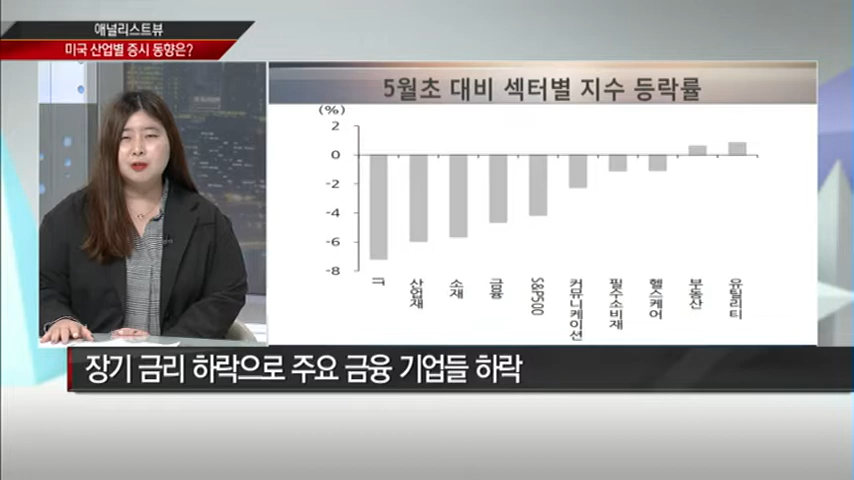 애널리스트뷰
미국 산업별 증시 동향은?
5월초 대비 섹터별 지수 등락률
(%)
2
0
-2
-4
-6
-8
산업재
소재
금융
S&P500
커뮤니케이션
필수소비재
헬스케어
부동산
유틸리티
장기 금리 하락으로 주요 금융 기업들 하락